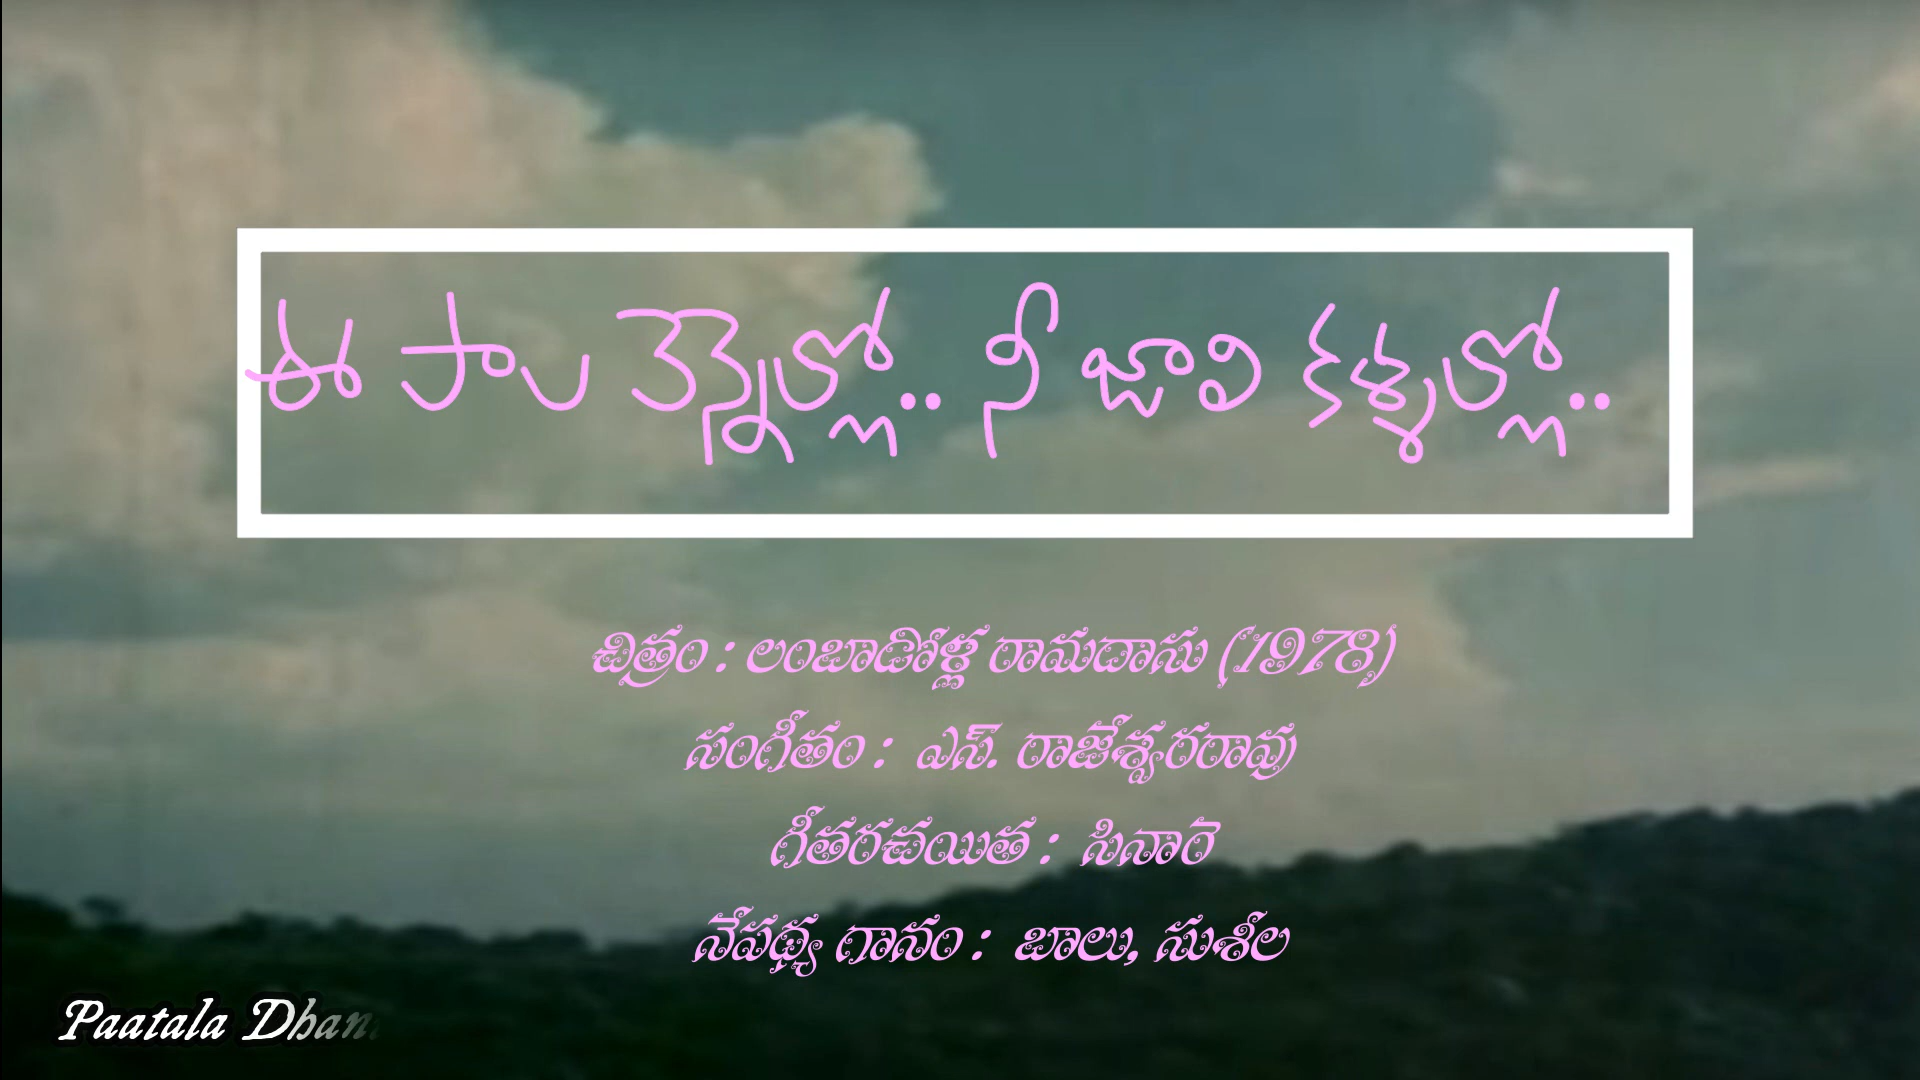 ఈ పాల వెన్నెల్లో.. నీ జాలి కళ్ళల్లో..
చిత్రం : లంబాడోళ్ల రామదాసు (1978)
సంగీతం : ఎస్. రాజేశ్వరరావు
గీతరచయిత : సినారె
నేపథ్య గానం : బాలు, సుశీల
Paatala Dhan